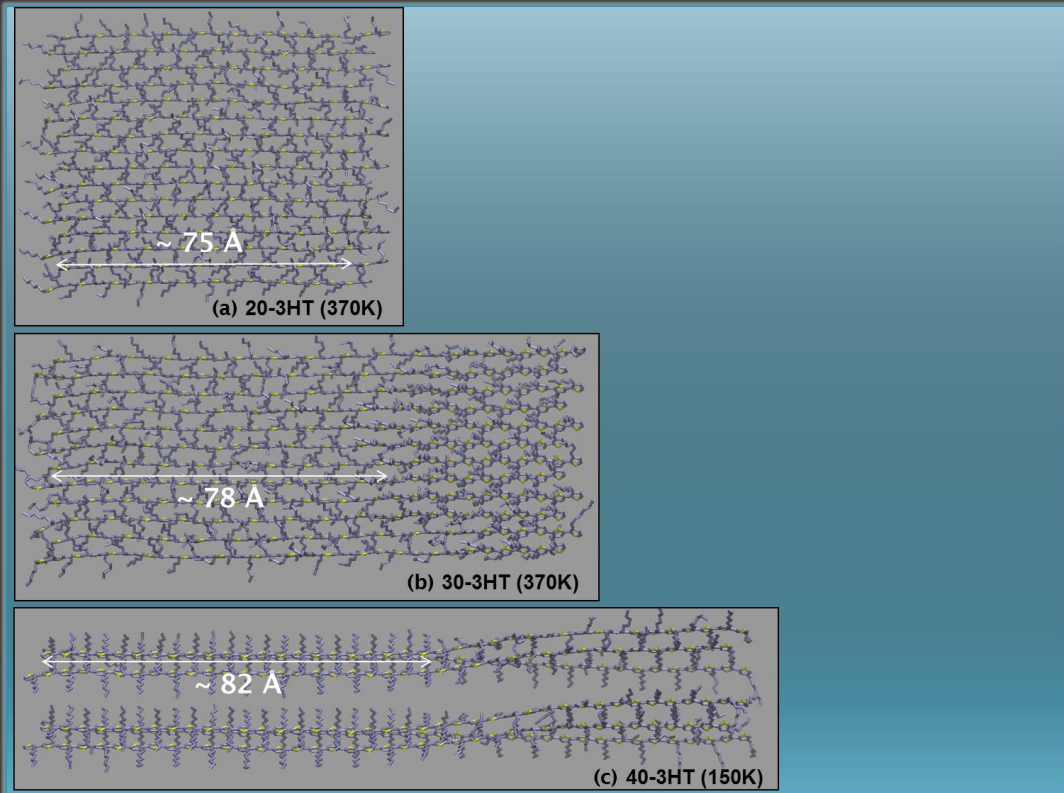 ~ 75 Å
(a) 20-3HT (370K)
~ 78 Å
(b) 30-3HT (370K)
~ 82 Å
(c) 40-3HT (150K)